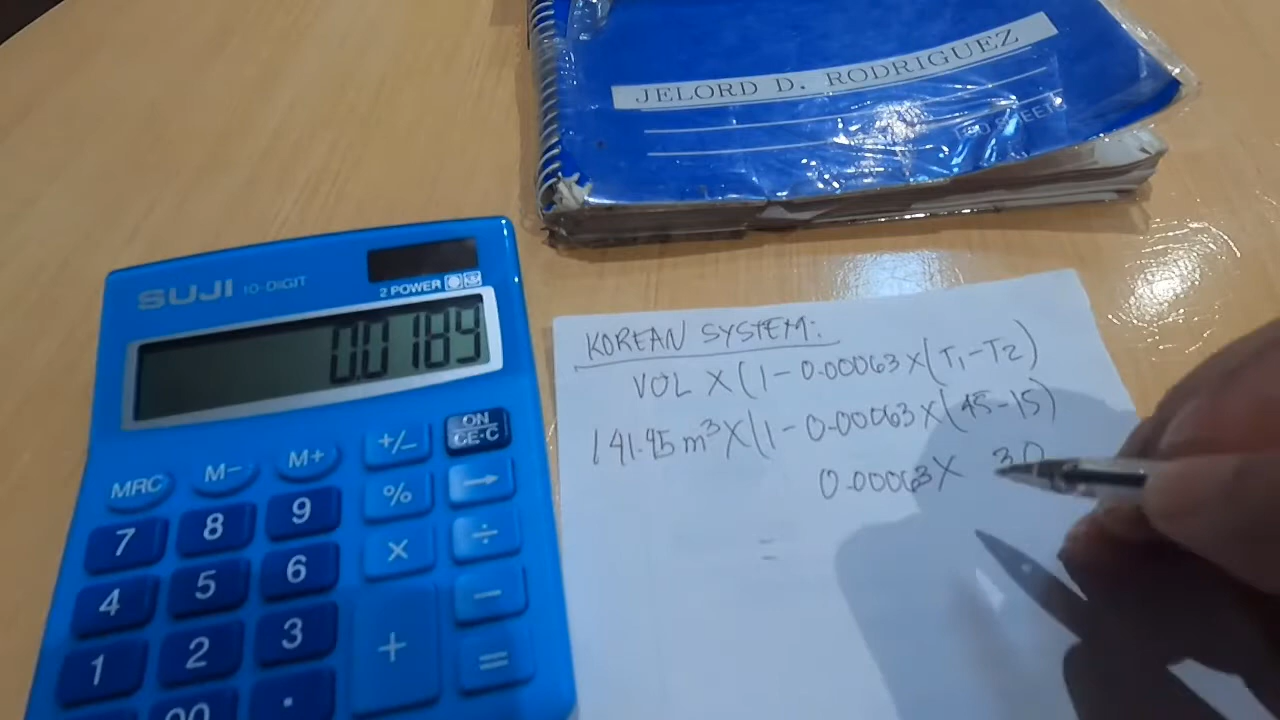 JELORD D. RODRIGUEZ
SUJI 10-DIGIT
2 POWER
0.0189
MRC M- M+ +/- ON
CE·C
7 8 9 % →
4 5 6 × ÷
1 2 3 + −
00 . =
KOREAN SYSTEM:
VOL X (1 - 0.00063 X (T1 - T2)
141.45 m³ X (1 - 0.00063 X (45 - 15)
0.00063 X 30
=